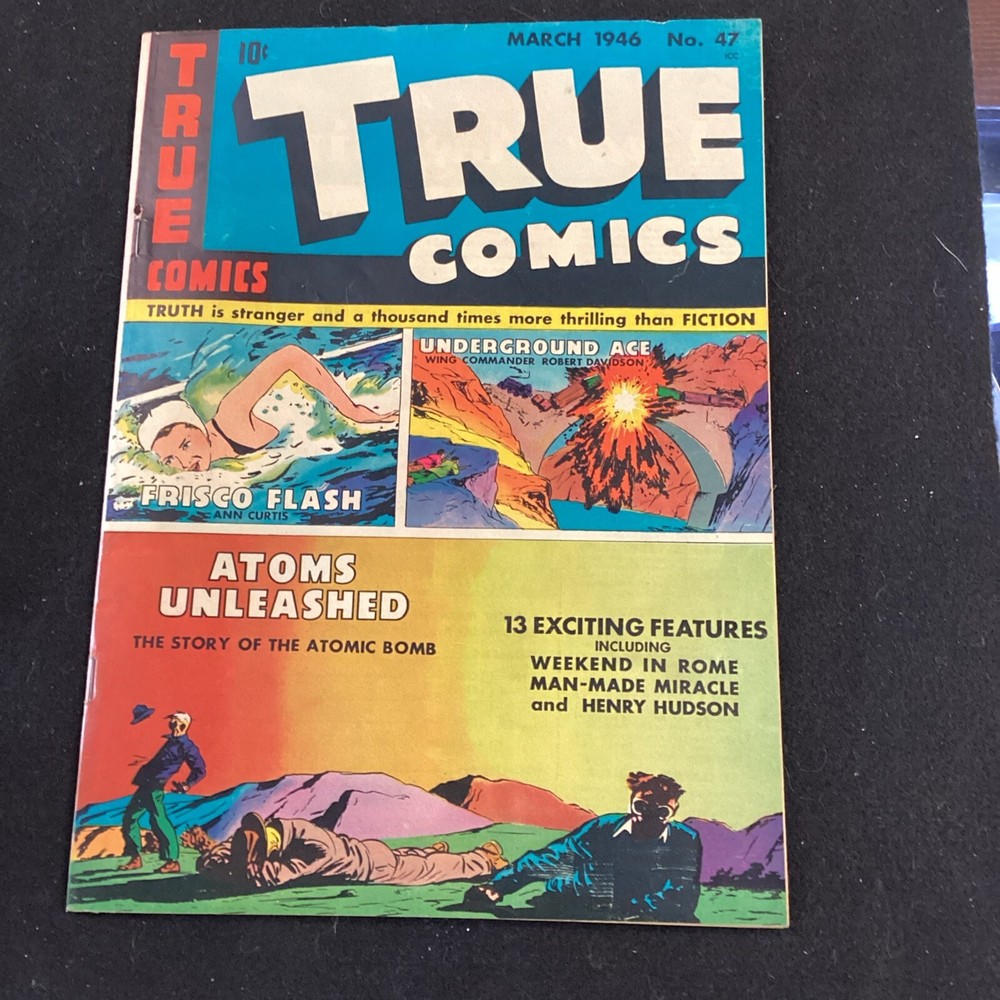 TRUE
COMICS
10¢
MARCH 1946 No. 47
ICC
TRUE
COMICS
TRUTH is stranger and a thousand times more thrilling than FICTION
FRISCO FLASH
ANN CURTIS
UNDERGROUND ACE
WING COMMANDER ROBERT DAVIDSON
ATOMS
UNLEASHED
THE STORY OF THE ATOMIC BOMB
13 EXCITING FEATURES
INCLUDING
WEEKEND IN ROME
MAN-MADE MIRACLE
and HENRY HUDSON